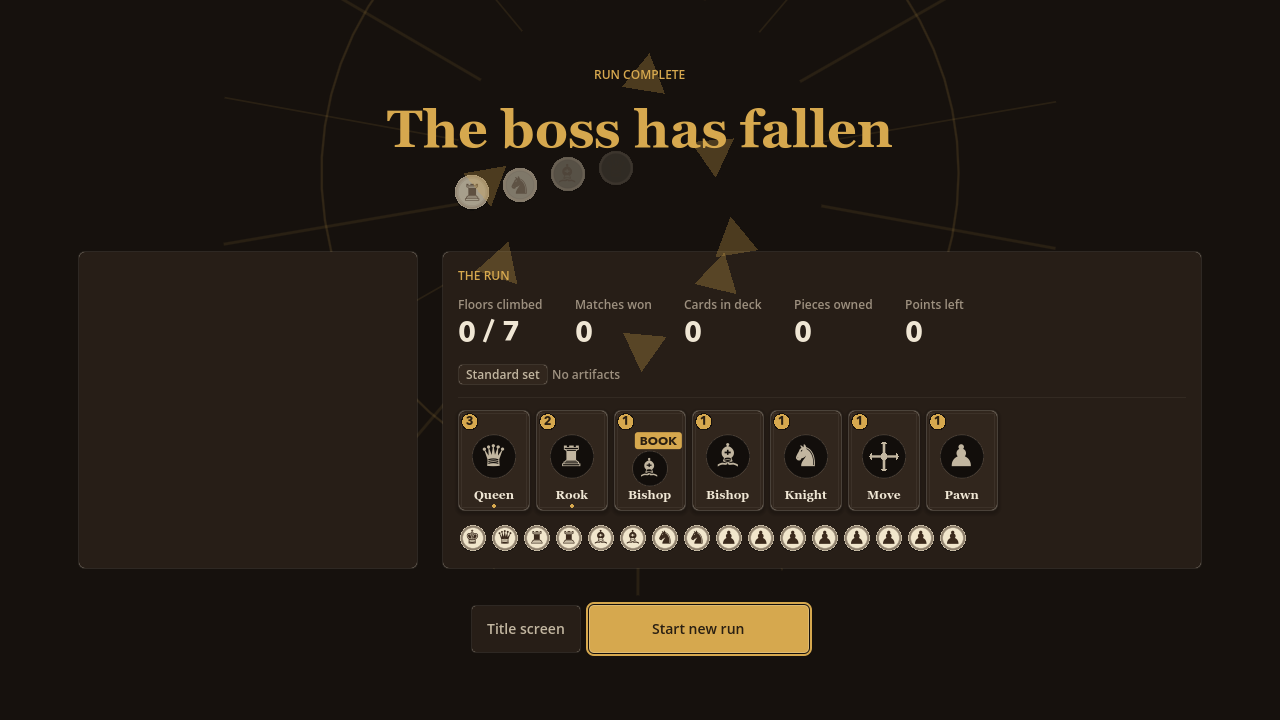 RUN COMPLETE
The boss has fallen
THE RUN
Floors climbed Matches won Cards in deck Pieces owned Points left
0 / 7 0 0 0 0
Standard set No artifacts
3 2 1 1 1 1 1
BOOK
Queen Rook Bishop Bishop Knight Move Pawn
Title screen Start new run